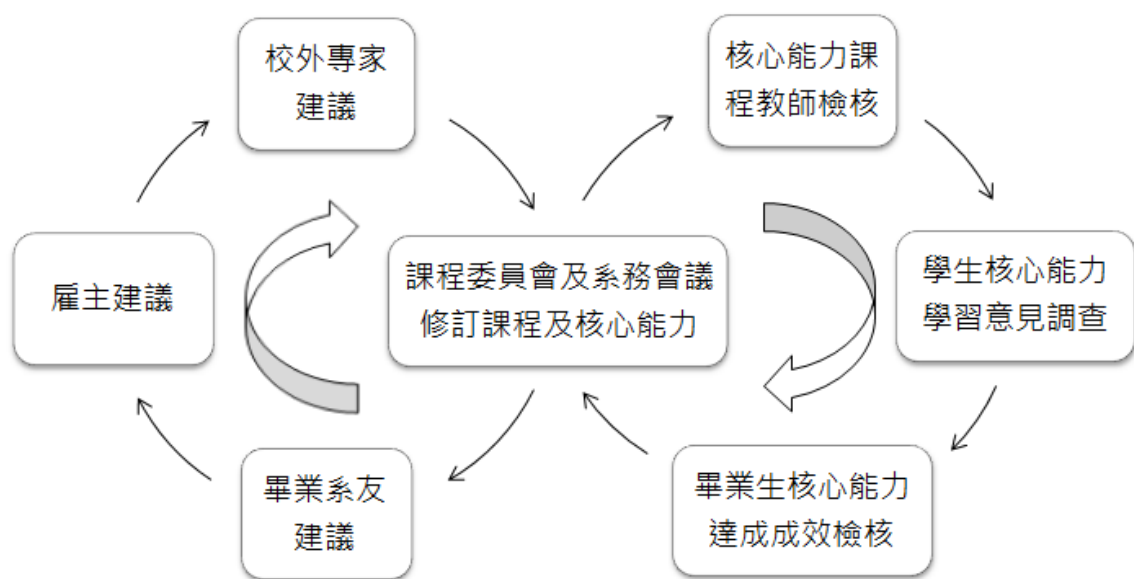 校外專家
建議
核心能力課
程教師檢核
雇主建議
課程委員會及系務會議
修訂課程及核心能力
學生核心能力
學習意見調查
畢業系友
建議
畢業生核心能力
達成成效檢核